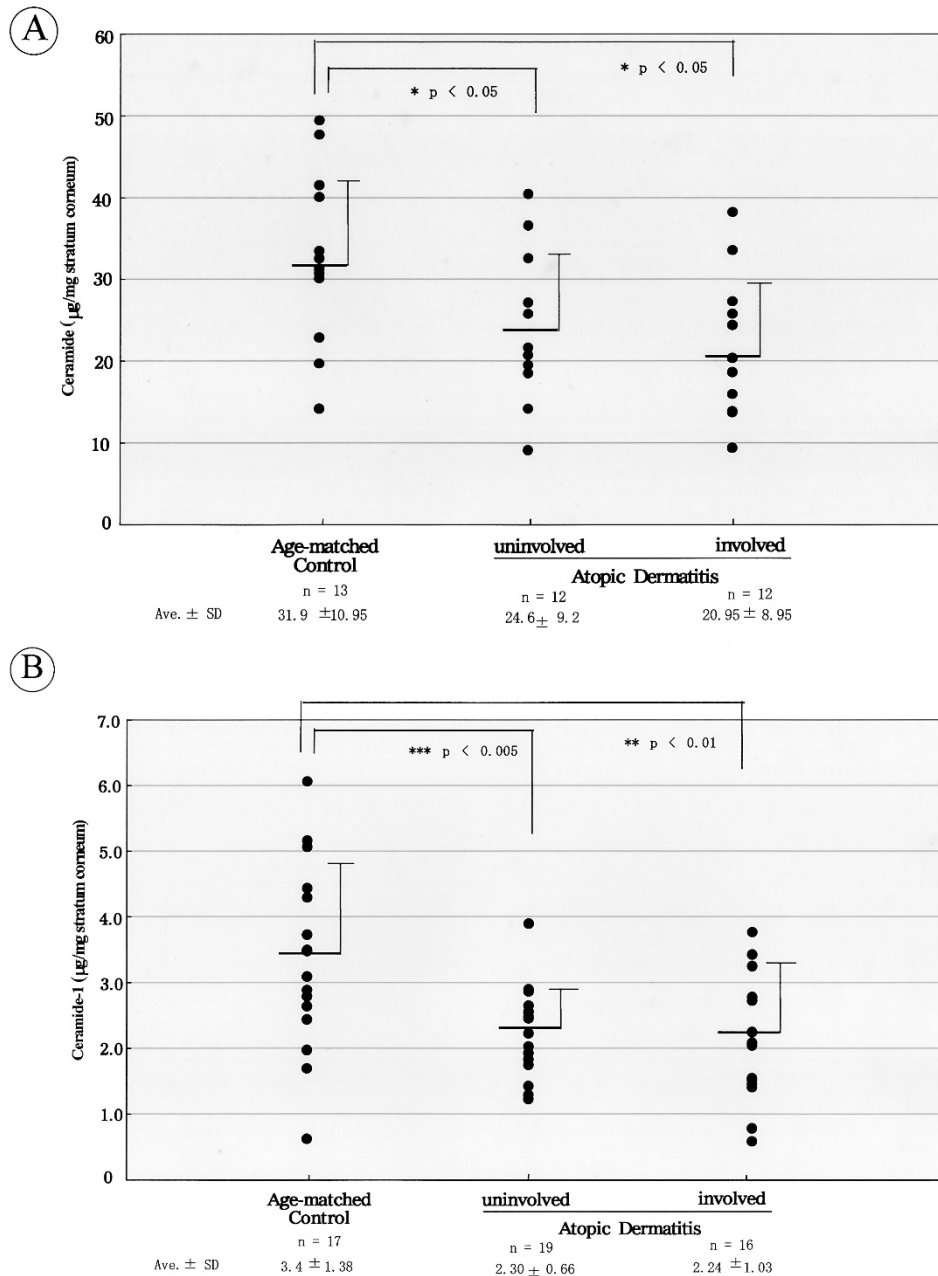 A
60
* p < 0.05
* p < 0.05
50
40
30
20
10
0
Ceramide (μg/mg stratum corneum)
Age-matched Control
uninvolved
involved
Atopic Dermatitis
n = 13
n = 12
n = 12
Ave. ± SD
31.9 ±10.95
24.6± 9.2
20.95 ± 8.95
B
7.0
*** p < 0.005
** p < 0.01
6.0
5.0
4.0
3.0
2.0
1.0
0
Ceramide-1 (μg/mg stratum corneum)
Age-matched Control
uninvolved
involved
Atopic Dermatitis
n = 17
n = 19
n = 16
Ave. ± SD
3.4 ±1.38
2.30 ± 0.66
2.24 ±1.03